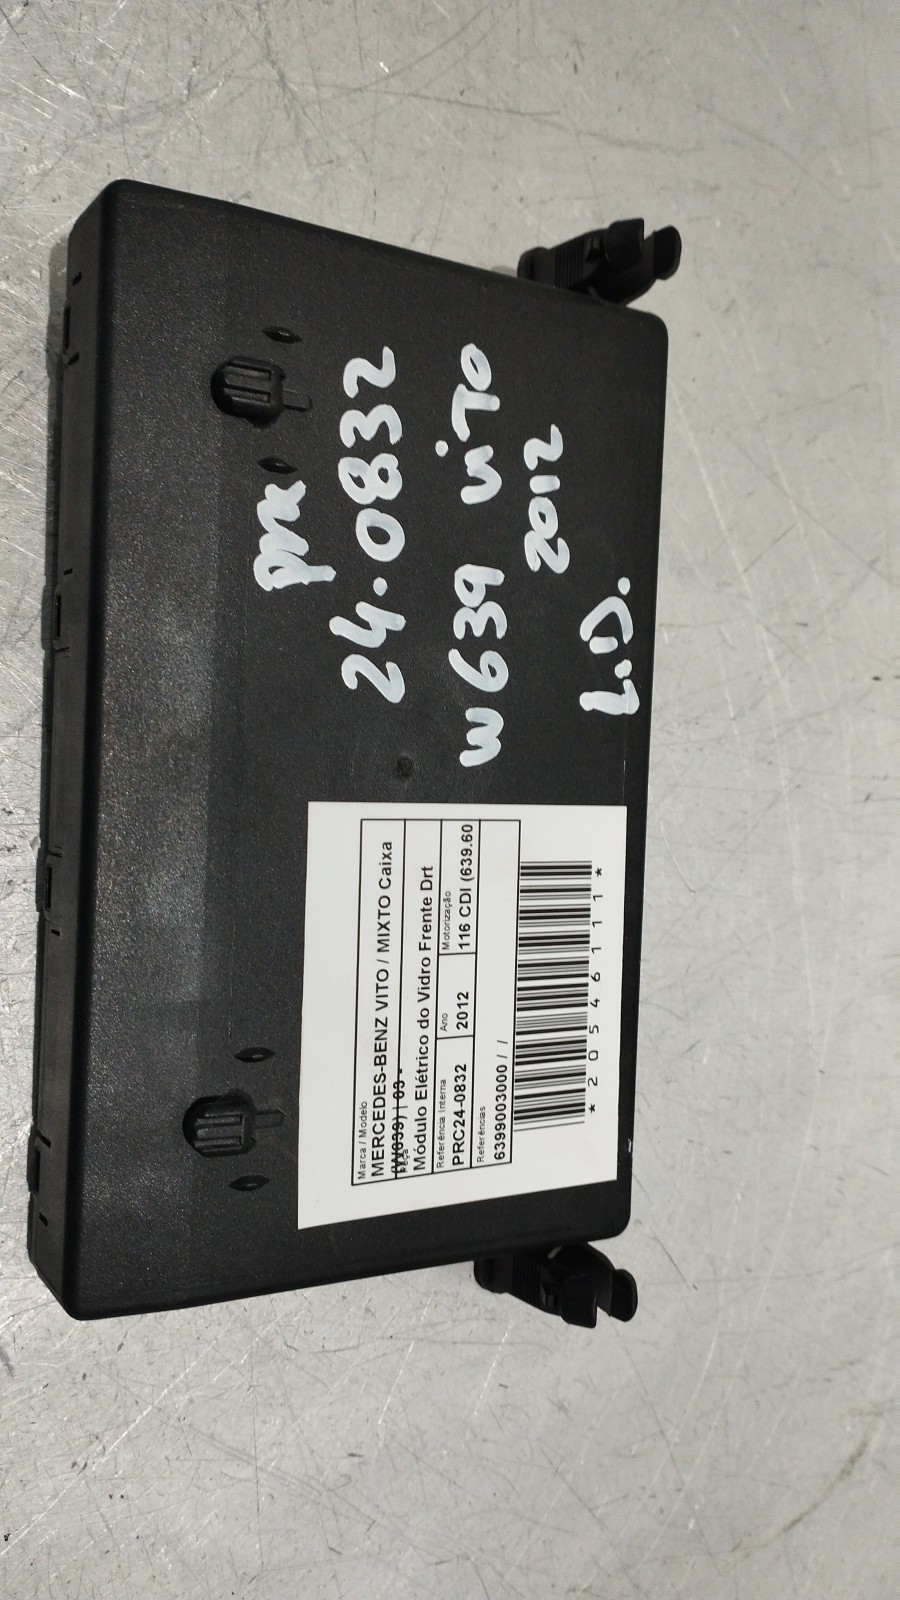 prc
24.0832
W639 ViTO
2012
L.D.
Marca / Modelo
MERCEDES-BENZ VITO / MIXTO Caixa
(W639) | 03 -
Peça
Módulo Elétrico do Vidro Frente Drt
Referência Interna Ano Motorização
PRC24-0832 2012 116 CDI (639.60
Referências
6399003000 / /
* 2 0 5 4 6 1 1 1 *